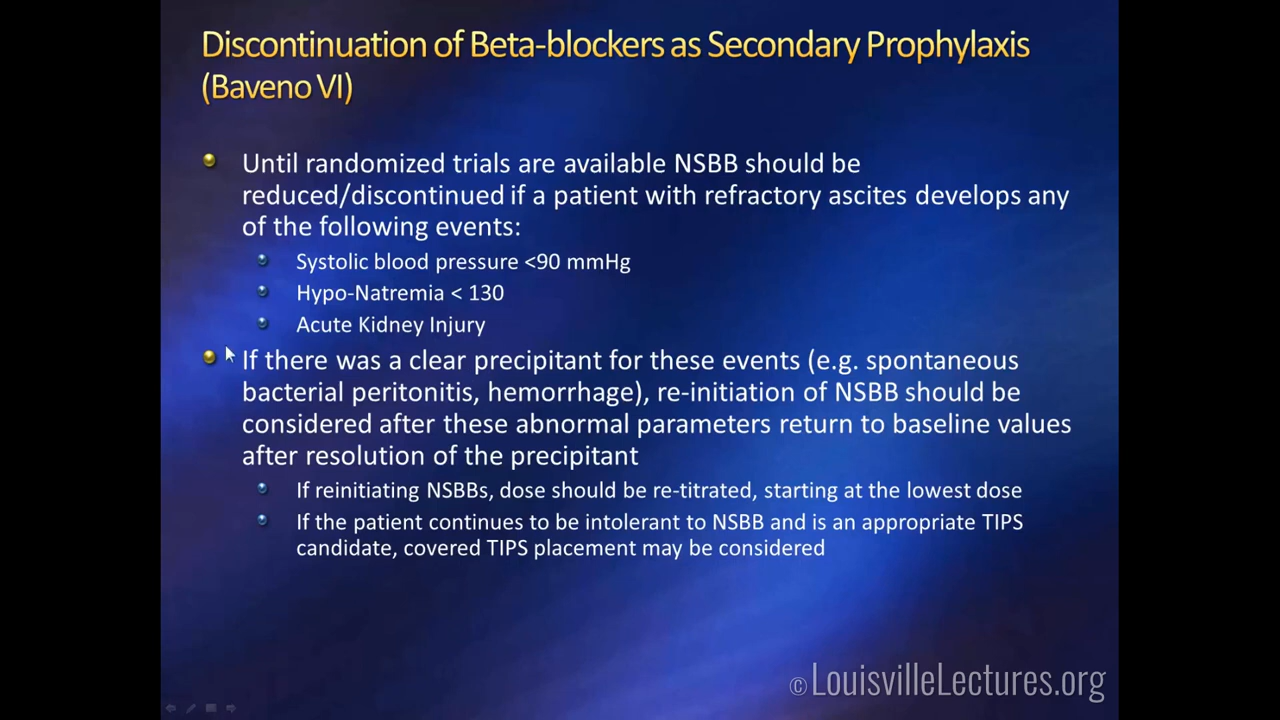 Discontinuation of Beta-blockers as Secondary Prophylaxis
(Baveno VI)
Until randomized trials are available NSBB should be
reduced/discontinued if a patient with refractory ascites develops any
of the following events:
Systolic blood pressure <90 mmHg
Hypo-Natremia < 130
Acute Kidney Injury
If there was a clear precipitant for these events (e.g. spontaneous
bacterial peritonitis, hemorrhage), re-initiation of NSBB should be
considered after these abnormal parameters return to baseline values
after resolution of the precipitant
If reinitiating NSBBs, dose should be re-titrated, starting at the lowest dose
If the patient continues to be intolerant to NSBB and is an appropriate TIPS
candidate, covered TIPS placement may be considered
© LouisvilleLectures.org